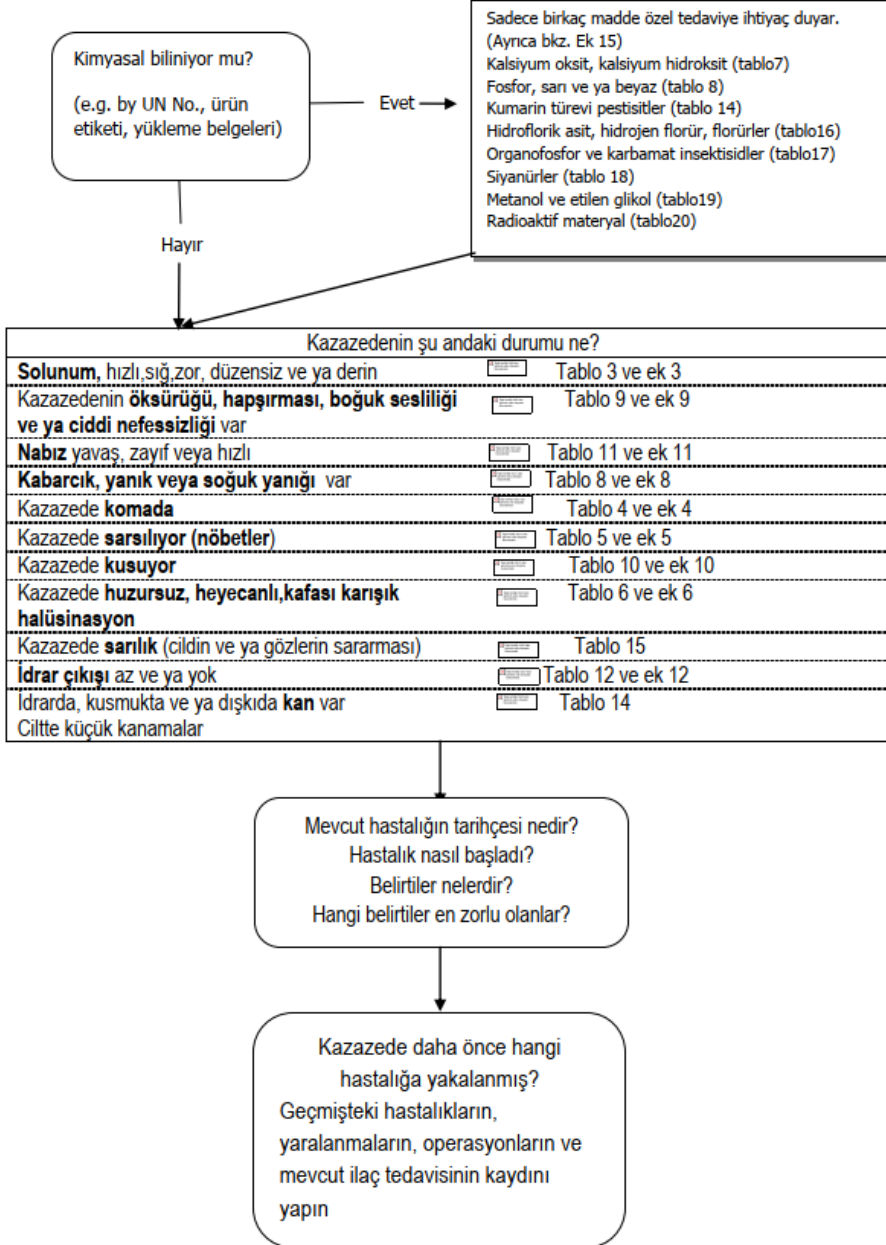 Kimyasal biliniyor mu?
(e.g. by UN No., ürün
etiketi, yükleme belgeleri)
Evet
Sadece birkaç madde özel tedaviye ihtiyaç duyar.
(Ayrıca bkz. Ek 15)
Kalsiyum oksit, kalsiyum hidroksit (tablo7)
Fosfor, sarı ve ya beyaz (tablo 8)
Kumarin türevi pestisitler (tablo 14)
Hidroflorik asit, hidrojen florür, florürler (tablo16)
Organofosfor ve karbamat insektisidler (tablo17)
Siyanürler (tablo 18)
Metanol ve etilen glikol (tablo19)
Radioaktif materyal (tablo20)
Hayır
Kazazedenin şu andaki durumu ne?
Solunum, hızlı,sığ,zor, düzensiz ve ya derin Tablo 3 ve ek 3
Kazazedenin öksürüğü, hapşırması, boğuk sesliliği Tablo 9 ve ek 9
ve ya ciddi nefessizliği var
Nabız yavaş, zayıf veya hızlı Tablo 11 ve ek 11
Kabarcık, yanık veya soğuk yanığı var Tablo 8 ve ek 8
Kazazede komada Tablo 4 ve ek 4
Kazazede sarsılıyor (nöbetler) Tablo 5 ve ek 5
Kazazede kusuyor Tablo 10 ve ek 10
Kazazede huzursuz, heyecanlı,kafası karışık Tablo 6 ve ek 6
halüsinasyon
Kazazede sarılık (cildin ve ya gözlerin sararması) Tablo 15
İdrar çıkışı az ve ya yok Tablo 12 ve ek 12
İdrarda, kusmukta ve ya dışkıda kan var Tablo 14
Ciltte küçük kanamalar
Mevcut hastalığın tarihçesi nedir?
Hastalık nasıl başladı?
Belirtiler nelerdir?
Hangi belirtiler en zorlu olanlar?
Kazazede daha önce hangi
hastalığa yakalanmış?
Geçmişteki hastalıkların,
yaralanmaların, operasyonların ve
mevcut ilaç tedavisinin kaydını
yapın